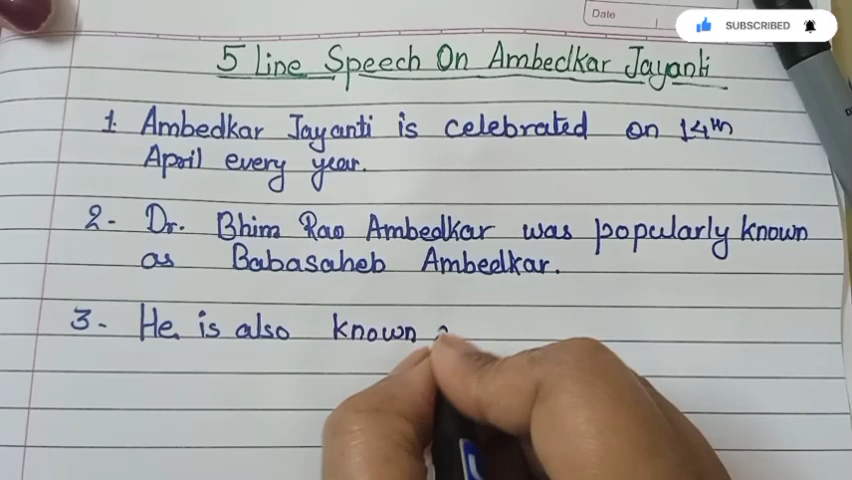 Date
SUBSCRIBED
5 Line Speech On Ambedkar Jayanti
1. Ambedkar Jayanti is celebrated on 14th
April every year.
2- Dr. Bhim Rao Ambedkar was popularly known
as Babasaheb Ambedkar.
3- He is also known